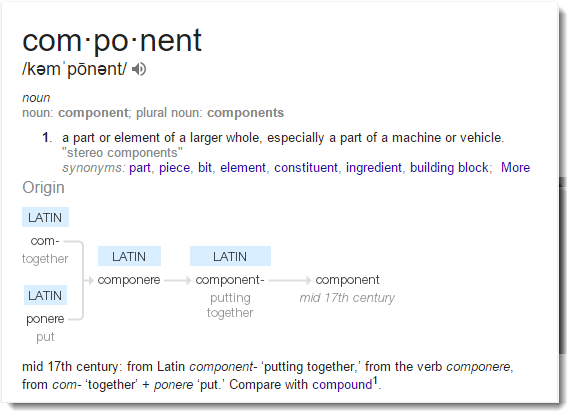 com·po·nent
/kəmˈpōnənt/
noun
noun: component; plural noun: components
1. a part or element of a larger whole, especially a part of a machine or vehicle.
"stereo components"
synonyms: part, piece, bit, element, constituent, ingredient, building block; More
Origin
LATIN
com-
together
LATIN
ponere
put
LATIN
componere
LATIN
component-
putting
together
component
mid 17th century
mid 17th century: from Latin component- ‘putting together,’ from the verb componere,
from com- ‘together’ + ponere ‘put.’ Compare with compound1.